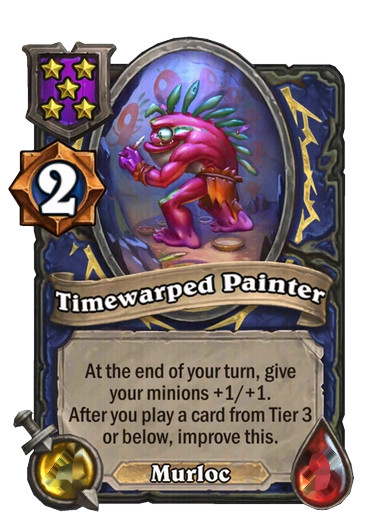 2
Timewarped Painter
At the end of your turn, give
your minions +1/+1.
After you play a card from Tier 3
or below, improve this.
Murloc